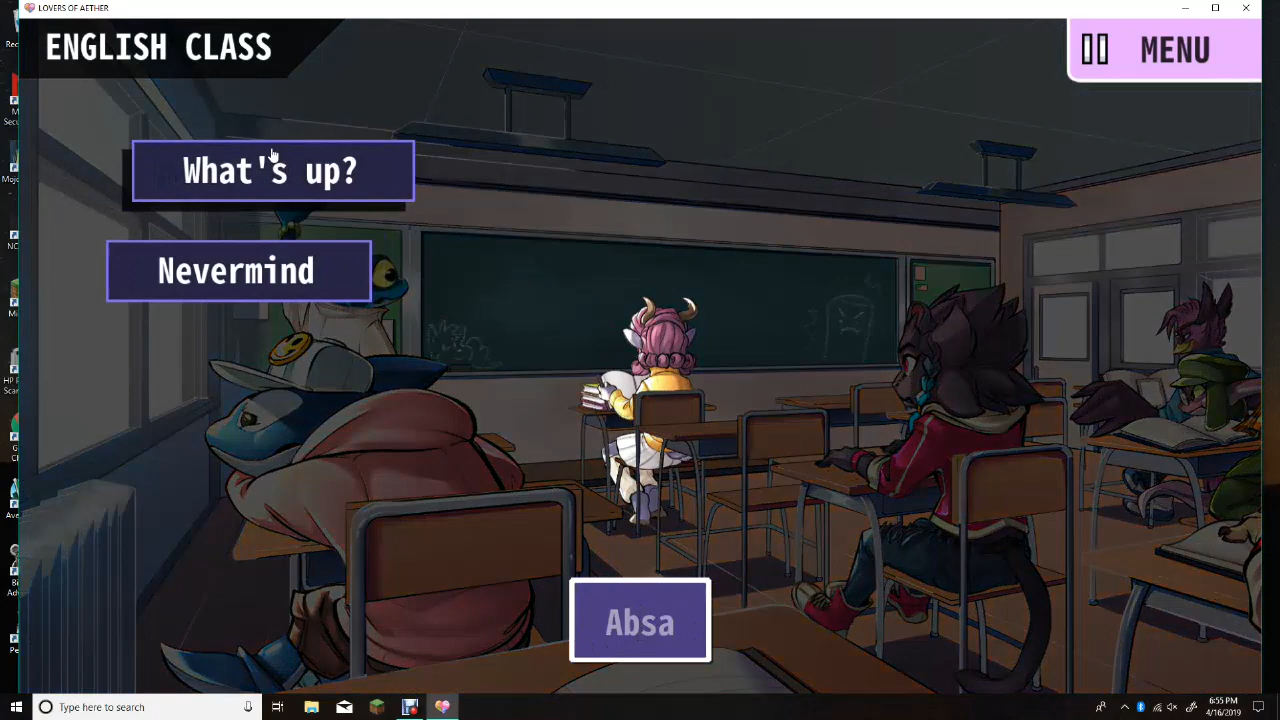 LOVERS OF AETHER
ENGLISH CLASS
MENU
What's up?
Nevermind
Absa
Type here to search
6:55 PM
4/16/2019